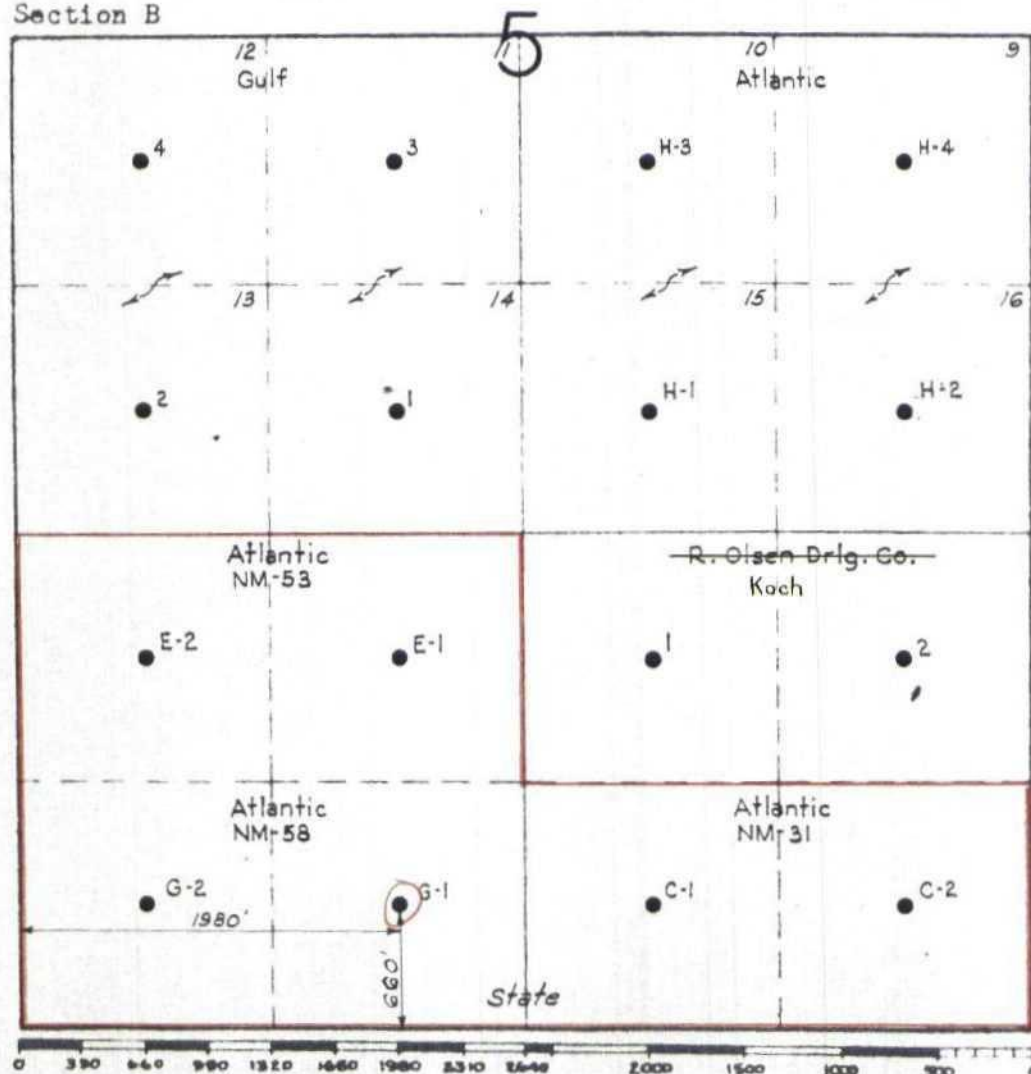 Section B
5
12 11 10 9
Gulf Atlantic
4 3 H-3 H-4
13 14 15 16
2 1 H-1 H-2
Atlantic R. Olsen Drlg. Co.
NM-53 Koch
E-2 E-1 1 2
Atlantic Atlantic
NM-58 NM-31
G-2 G-1 C-1 C-2
1980'
660'
State
0 330 660 990 1320 1650 1980 2310 2640 2000 1500 1000 500